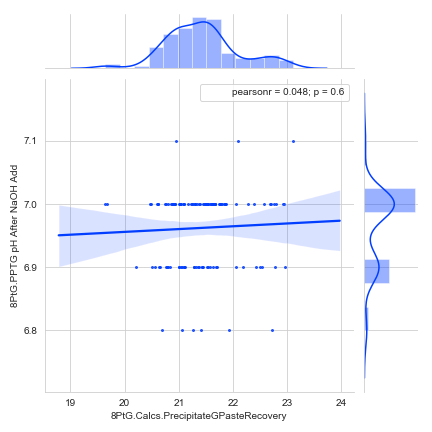 pearsonr = 0.048; p = 0.6
7.1
7.0
6.9
6.8
8PtG.PPTG pH After NaOH Add
19 20 21 22 23 24
8PtG.Calcs.PrecipitateGPasteRecovery